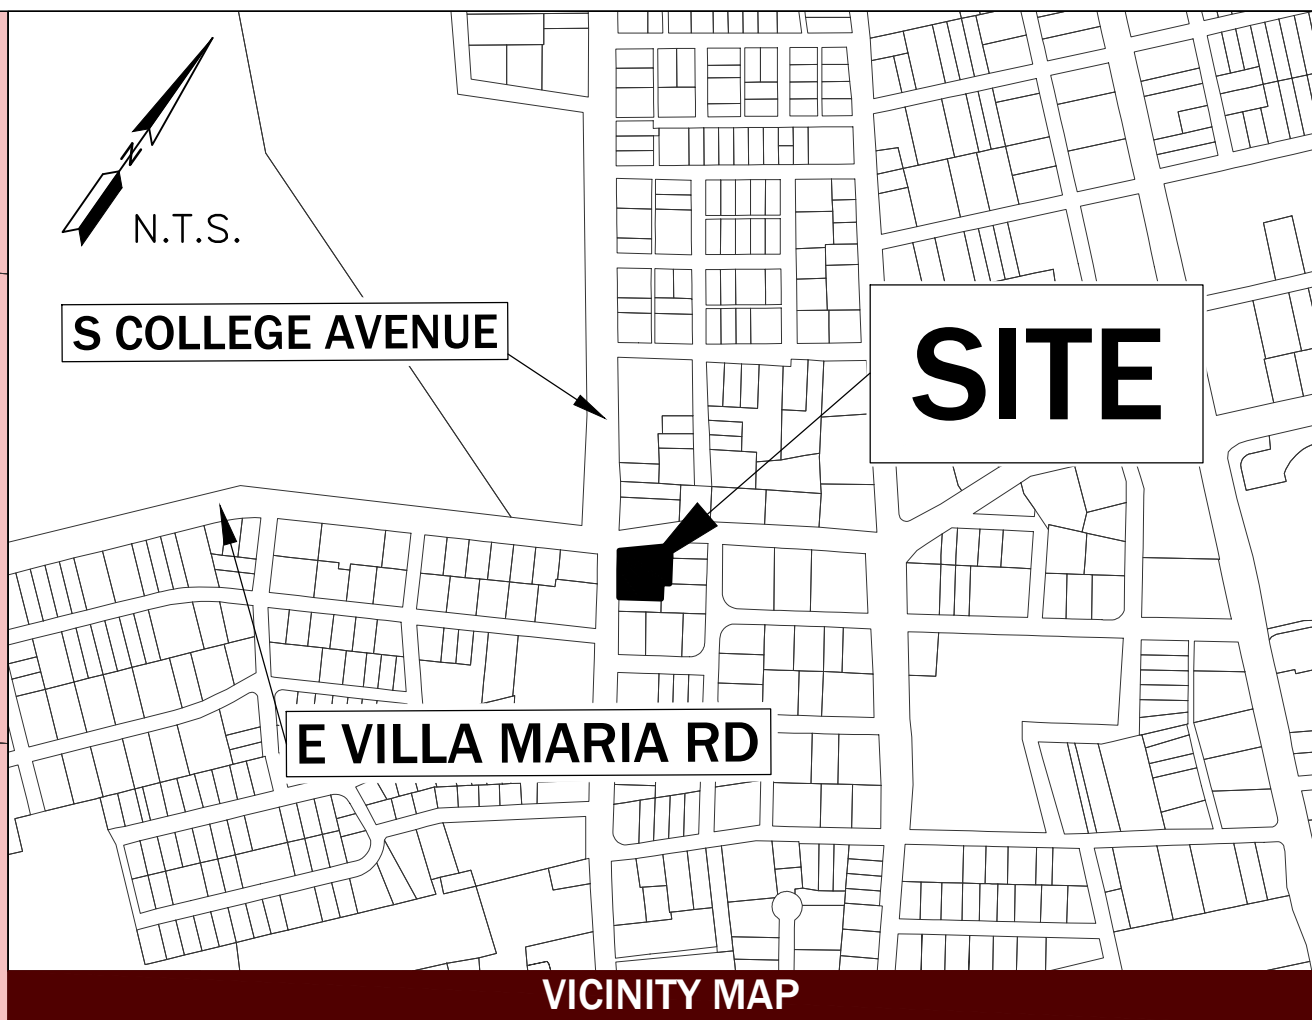 N
N.T.S.
S COLLEGE AVENUE
SITE
E VILLA MARIA RD
VICINITY MAP